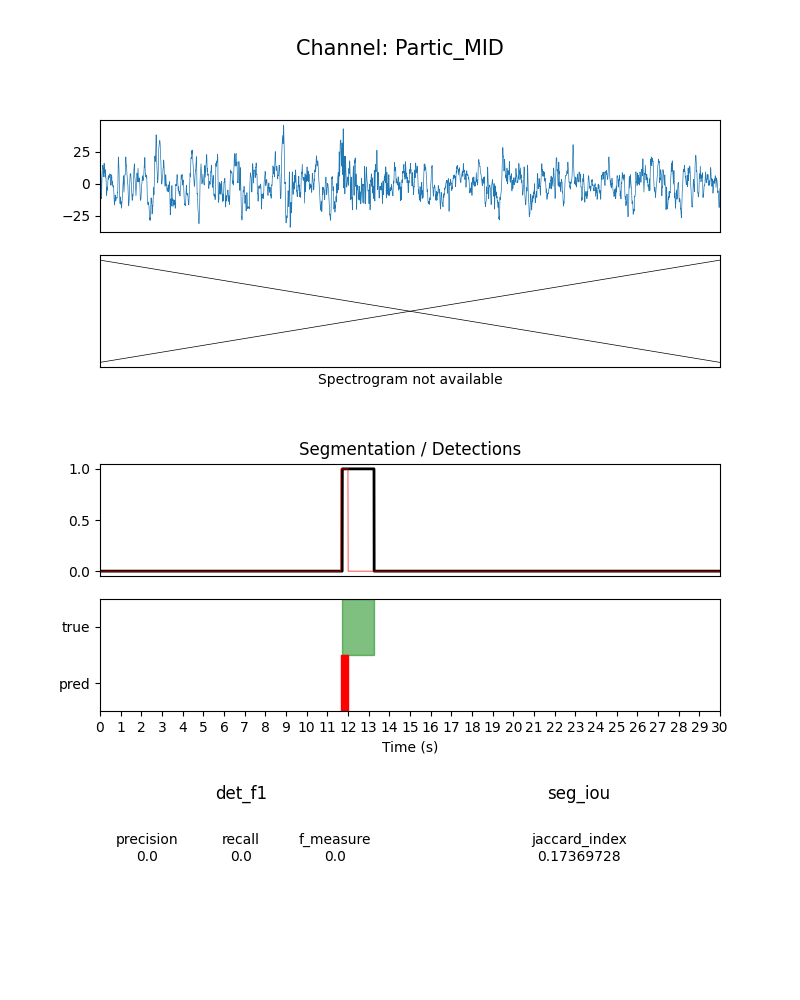 Channel: Partic_MID
25
0
−25
Spectrogram not available
Segmentation / Detections
1.0
0.5
0.0
true
pred
0 1 2 3 4 5 6 7 8 9 10 11 12 13 14 15 16 17 18 19 20 21 22 23 24 25 26 27 28 29 30
Time (s)
det_f1 seg_iou
precision recall f_measure jaccard_index
0.0 0.0 0.0 0.17369728